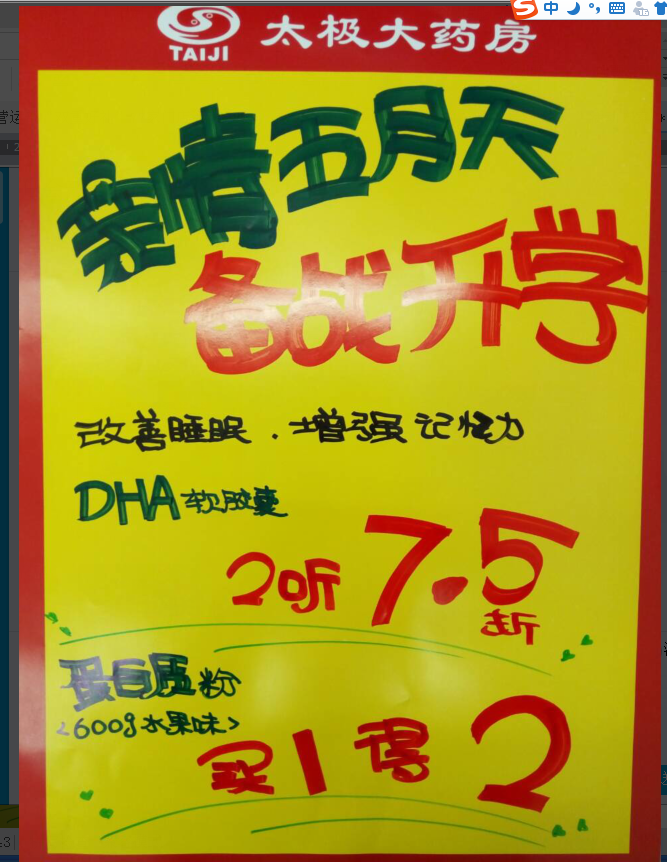 TAIJI
太极大药房
亲情五月天
备战升学
改善睡眠.增强记忆力
DHA软胶囊
2听7.5折
蛋白质粉
<600g水果味>
买1得2